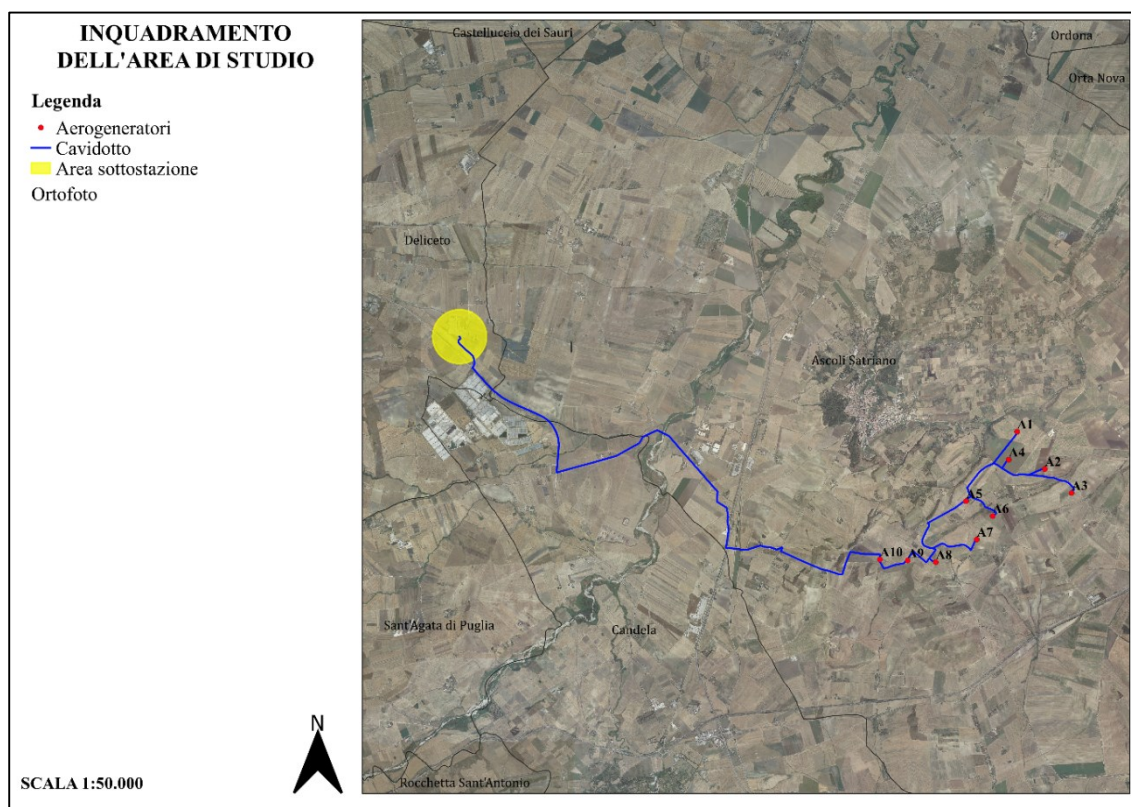 INQUADRAMENTO
DELL'AREA DI STUDIO
Legenda
Aerogeneratori
Cavidotto
Area sottostazione
Ortofoto
N
SCALA 1:50.000
Castelluccio dei Sauri
Ordona
Orta Nova
Deliceto
Ascoli Satriano
A1
A4
A2
A3
A5
A6
A7
A10
A9
A8
Sant'Agata di Puglia
Candela
Rocchetta Sant'Antonio